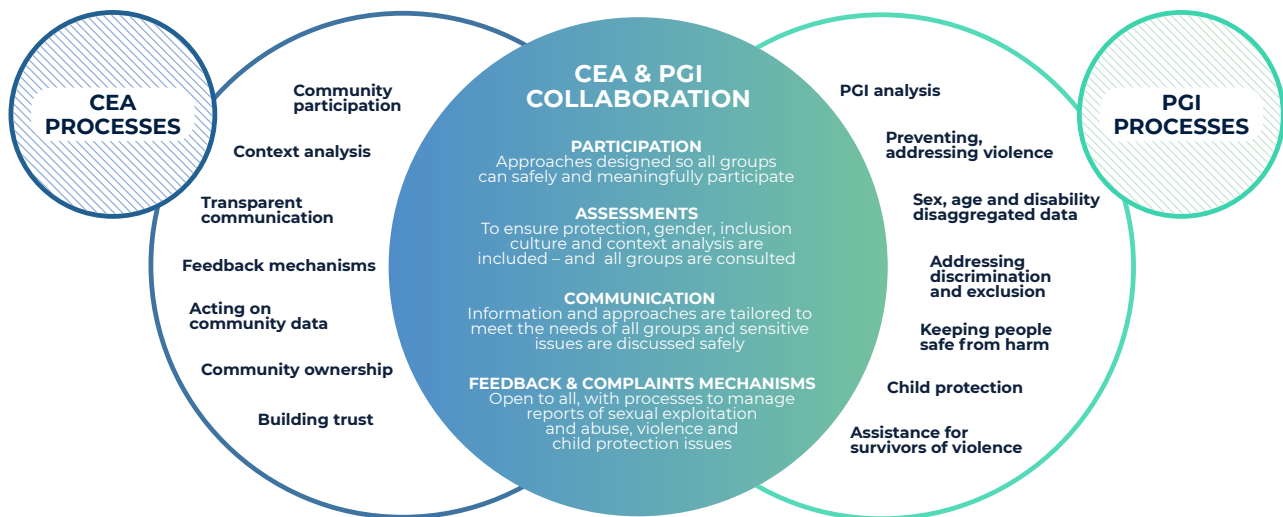 CEA
PROCESSES
Community
participation
Context analysis
Transparent
communication
Feedback mechanisms
Acting on
community data
Community ownership
Building trust
CEA & PGI
COLLABORATION
PARTICIPATION
Approaches designed so all groups
can safely and meaningfully participate
ASSESSMENTS
To ensure protection, gender, inclusion
culture and context analysis are
included – and all groups are consulted
COMMUNICATION
Information and approaches are tailored to
meet the needs of all groups and sensitive
issues are discussed safely
FEEDBACK & COMPLAINTS MECHANISMS
Open to all, with processes to manage
reports of sexual exploitation
and abuse, violence and
child protection issues
PGI analysis
Preventing,
addressing violence
Sex, age and disability
disaggregated data
Addressing
discrimination
and exclusion
Keeping people
safe from harm
Child protection
Assistance for
survivors of violence
PGI
PROCESSES